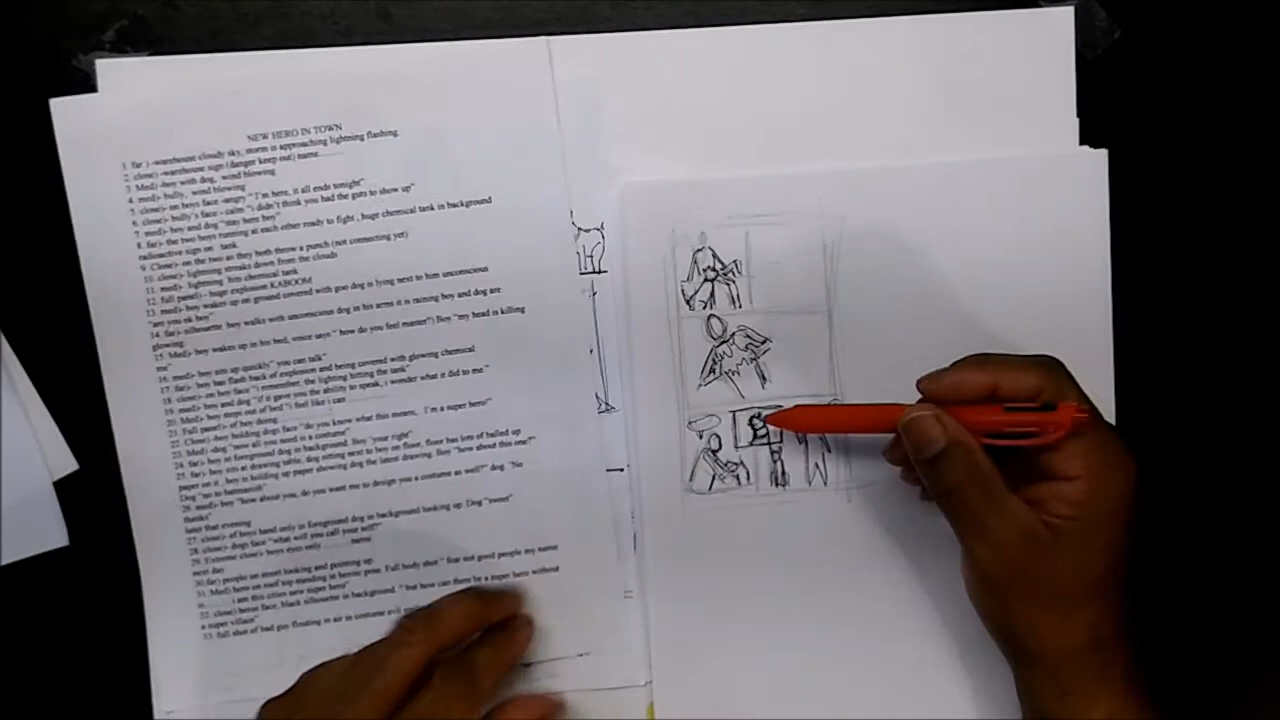 NEW HERO IN TOWN
1. far ) -warehouse cloudy sky, storm is approaching lightning flashing.
2. close) -warehouse sign (danger keep out) name.......
3. Med) -boy with dog, wind blowing
4. med)- bully, wind blowing
5. close)- on boys face -angry " I'm here, it all ends tonight"
6. close)- bully's face - calm "i didn't think you had the guts to show up"
7. med)- boy and dog "stay here boy"
8. far)- the two boys running at each other ready to fight , huge chemical tank in background
radioactive sign on tank.
9. Close)- on the two as they both throw a punch (not connecting yet)
10. close)- lightning streaks down from the clouds
11. med)- lightning hits chemical tank
12. full panel) - huge explosion KABOOM
13. med)- boy wakes up on ground covered with goo dog is lying next to him unconscious
"are you ok boy"
14. far)- silhouette boy walks with unconscious dog in his arms it is raining boy and dog are
glowing.
15. Med)- boy wakes up in his bed, voice says " how do you feel master?) Boy "my head is killing
me"
16. med)- boy sits up quickly" you can talk"
17. far)- boy has flash back of explosion and being covered with glowing chemical
18. close)- on boy face "i remember, the lighting hitting the tank"
19. med)- boy and dog "if it gave you the ability to speak, i wonder what it did to me."
20. Med)- boy steps out of bed "i feel like i can ..........
21. Full panel)- of boy doing .........
22. Close) -boy holding dogs face "do you know what this means, I'm a super hero!"
23. Med) -dog "now all you need is a costume"
24. far)- boy in foreground dog in background. Boy "your right"
25. far)- boy sits at drawing table, dog sitting next to boy on floor, floor has lots of balled up
paper on it , boy is holding up paper showing dog the latest drawing. Boy "how about this one?"
Dog "no to batmanish"
26. med)- boy "how about you, do you want me to design you a costume as well?" dog. "No
thanks"
later that evening
27. close)- of boys hand only in foreground dog in background looking up. Dog "sweet"
28. close)- dogs face "what will you call your self?"
29. Extreme close)- boys eyes only ........ name
next day
30.far) people on street looking and pointing up.
31. Med) hero on roof top standing in heroic pose. Full body shot " fear not good people my name
is........ i am this cities new super hero"
32. close) heros face, black silhouette in background. " but how can there be a super hero without
a super villain"
33. full shot of bad guy floating in air in costume evil